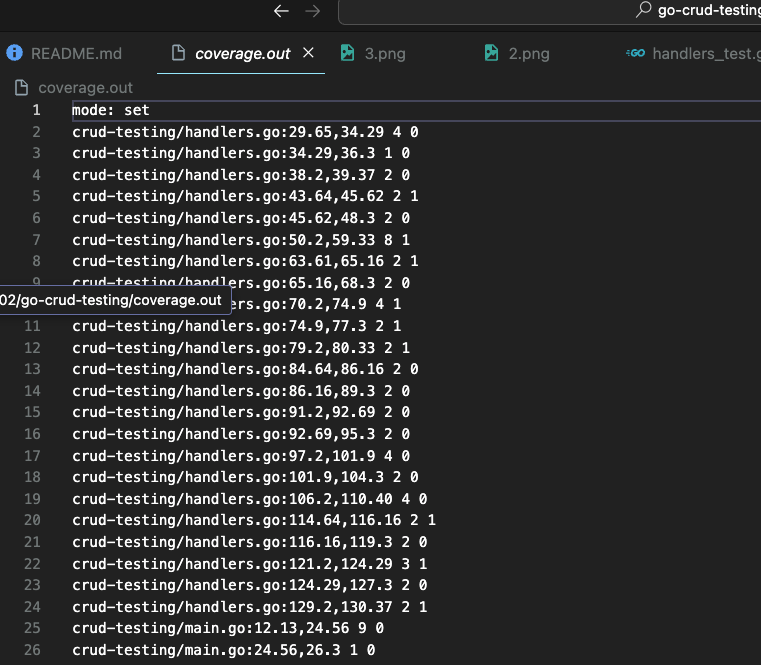 go-crud-testing
README.md
coverage.out
3.png
2.png
handlers_test.g
coverage.out
1 mode: set
2 crud-testing/handlers.go:29.65,34.29 4 0
3 crud-testing/handlers.go:34.29,36.3 1 0
4 crud-testing/handlers.go:38.2,39.37 2 0
5 crud-testing/handlers.go:43.64,45.62 2 1
6 crud-testing/handlers.go:45.62,48.3 2 0
7 crud-testing/handlers.go:50.2,59.33 8 1
8 crud-testing/handlers.go:63.61,65.16 2 1
9 crud-testing/handlers.go:65.16,68.3 2 0
02/go-crud-testing/coverage.out ers.go:70.2,74.9 4 1
11 crud-testing/handlers.go:74.9,77.3 2 1
12 crud-testing/handlers.go:79.2,80.33 2 1
13 crud-testing/handlers.go:84.64,86.16 2 0
14 crud-testing/handlers.go:86.16,89.3 2 0
15 crud-testing/handlers.go:91.2,92.69 2 0
16 crud-testing/handlers.go:92.69,95.3 2 0
17 crud-testing/handlers.go:97.2,101.9 4 0
18 crud-testing/handlers.go:101.9,104.3 2 0
19 crud-testing/handlers.go:106.2,110.40 4 0
20 crud-testing/handlers.go:114.64,116.16 2 1
21 crud-testing/handlers.go:116.16,119.3 2 0
22 crud-testing/handlers.go:121.2,124.29 3 1
23 crud-testing/handlers.go:124.29,127.3 2 0
24 crud-testing/handlers.go:129.2,130.37 2 1
25 crud-testing/main.go:12.13,24.56 9 0
26 crud-testing/main.go:24.56,26.3 1 0